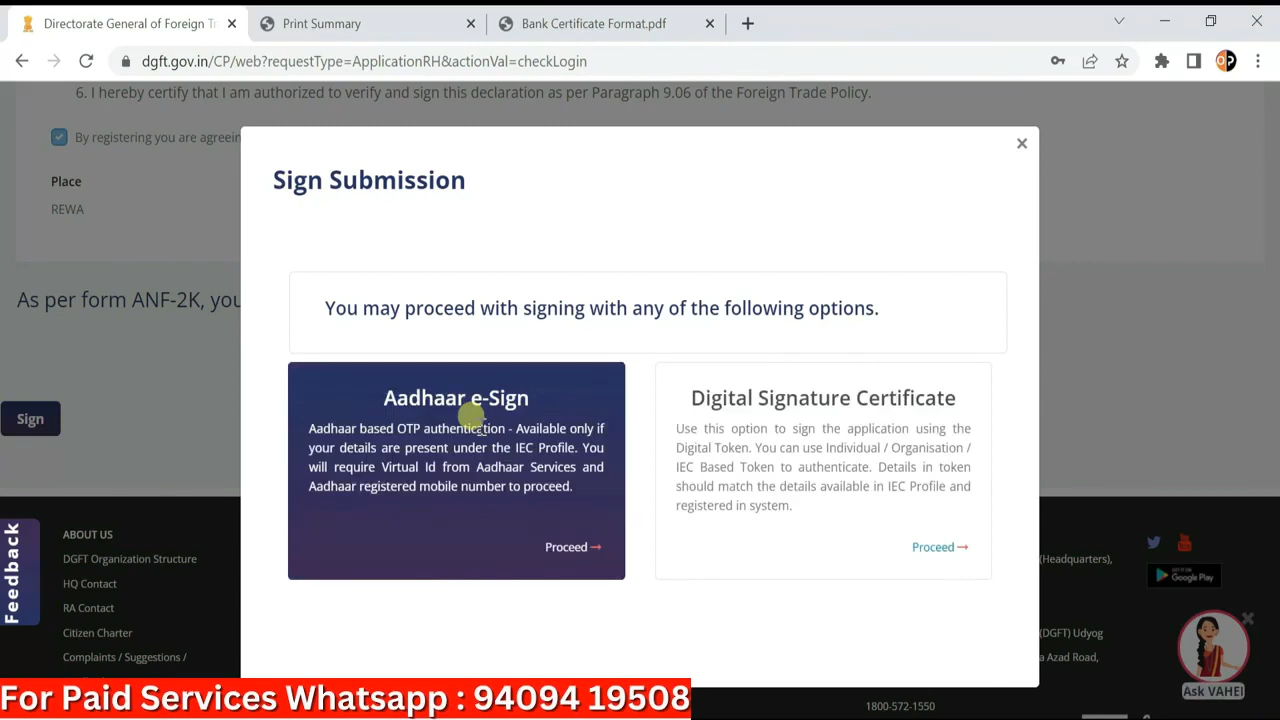 Directorate General of Foreign Tr
Print Summary
Bank Certificate Format.pdf
dgft.gov.in/CP/web?requestType=ApplicationRH&actionVal=checkLogin
6. I hereby certify that I am authorized to verify and sign this declaration as per Paragraph 9.06 of the Foreign Trade Policy.
By registering you are agreein
Place
REWA
As per form ANF-2K, you
Sign
Sign Submission
You may proceed with signing with any of the following options.
Aadhaar e-Sign
Aadhaar based OTP authentication - Available only if
your details are present under the IEC Profile. You
will require Virtual Id from Aadhaar Services and
Aadhaar registered mobile number to proceed.
Proceed →
Digital Signature Certificate
Use this option to sign the application using the
Digital Token. You can use Individual / Organisation /
IEC Based Token to authenticate. Details in token
should match the details available in IEC Profile and
registered in system.
Proceed →
Feedback
ABOUT US
DGFT Organization Structure
HQ Contact
RA Contact
Citizen Charter
Complaints / Suggestions /
(Headquarters),
Google Play
(DGFT) Udyog
a Azad Road,
Ask VAHEI
1800-572-1550
For Paid Services Whatsapp : 94094 19508